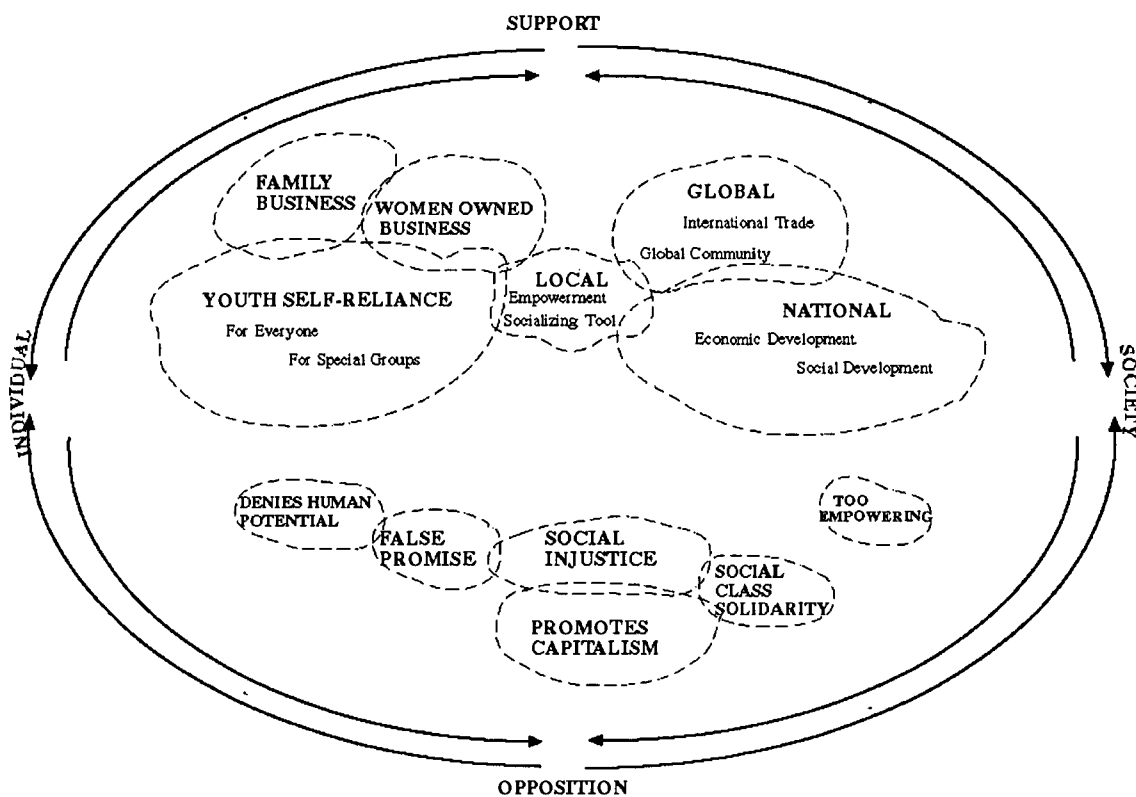 SUPPORT
FAMILY
BUSINESS
WOMEN OWNED
BUSINESS
GLOBAL
International Trade
Global Community
YOUTH SELF-RELIANCE
For Everyone
For Special Groups
LOCAL
Empowerment
Socializing Tool
NATIONAL
Economic Development
Social Development
INDIVIDUAL
SOCIETY
DENIES HUMAN
POTENTIAL
FALSE
PROMISE
SOCIAL
INJUSTICE
TOO
EMPOWERING
SOCIAL
CLASS
SOLIDARITY
PROMOTES
CAPITALISM
OPPOSITION